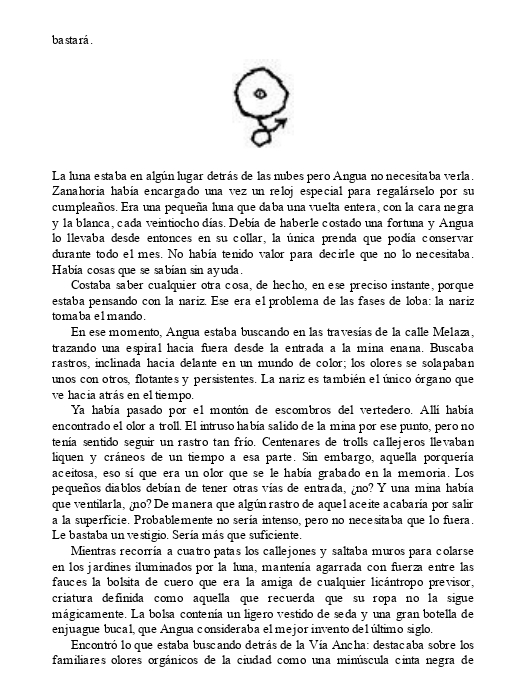 bastará.
La luna estaba en algún lugar detrás de las nubes pero Angua no necesitaba verla.
Zanahoria había encargado una vez un reloj especial para regalárselo por su
cumpleaños. Era una pequeña luna que daba una vuelta entera, con la cara negra
y la blanca, cada veintiocho días. Debía de haberle costado una fortuna y Angua
lo llevaba desde entonces en su collar, la única prenda que podía conservar
durante todo el mes. No había tenido valor para decirle que no lo necesitaba.
Había cosas que se sabían sin ayuda.
Costaba saber cualquier otra cosa, de hecho, en ese preciso instante, porque
estaba pensando con la nariz. Ese era el problema de las fases de loba: la nariz
tomaba el mando.
En ese momento, Angua estaba buscando en las travesías de la calle Melaza,
trazando una espiral hacia fuera desde la entrada a la mina enana. Buscaba
rastros, inclinada hacia delante en un mundo de color; los olores se solapaban
unos con otros, flotantes y persistentes. La nariz es también el único órgano que
ve hacia atrás en el tiempo.
Ya había pasado por el montón de escombros del vertedero. Allí había
encontrado el olor a troll. El intruso había salido de la mina por ese punto, pero no
tenía sentido seguir un rastro tan frío. Centenares de trolls callejeros llevaban
liquen y cráneos de un tiempo a esa parte. Sin embargo, aquella porquería
aceitosa, eso sí que era un olor que se le había grabado en la memoria. Los
pequeños diablos debían de tener otras vías de entrada, ¿no? Y una mina había
que ventilarla, ¿no? De manera que algún rastro de aquel aceite acabaría por salir
a la superficie. Probablemente no sería intenso, pero no necesitaba que lo fuera.
Le bastaba un vestigio. Sería más que suficiente.
Mientras recorría a cuatro patas los callejones y saltaba muros para colarse
en los jardines iluminados por la luna, mantenía agarrada con fuerza entre las
fauces la bolsita de cuero que era la amiga de cualquier licántropo previsor,
criatura definida como aquella que recuerda que su ropa no la sigue
mágicamente. La bolsa contenía un ligero vestido de seda y una gran botella de
enjuague bucal, que Angua consideraba el mejor invento del último siglo.
Encontró lo que estaba buscando detrás de la Vía Ancha: destacaba sobre los
familiares olores orgánicos de la ciudad como una minúscula cinta negra de